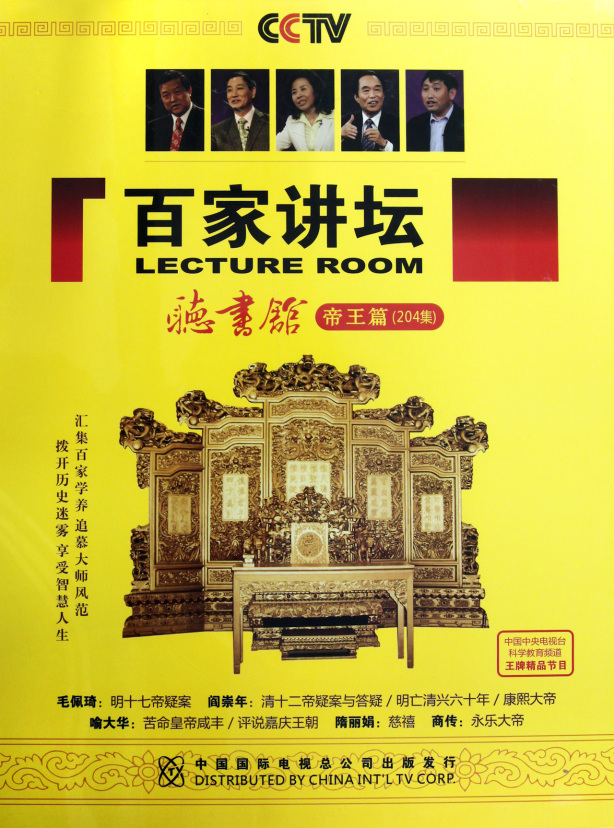 CCTV
百家讲坛
LECTURE ROOM
聽書館
帝王篇(204集)
汇集百家学养 追慕大师风范
拨开历史迷雾 享受智慧人生
中国中央电视台
科学教育频道
王牌精品节目
毛佩琦：明十七帝疑案 阎崇年：清十二帝疑案与答疑/明亡清兴六十年/康熙大帝
喻大华：苦命皇帝咸丰/评说嘉庆王朝 隋丽娟：慈禧 商传：永乐大帝
中国国际电视总公司出版发行
DISTRIBUTED BY CHINA INT'L TV CORP.